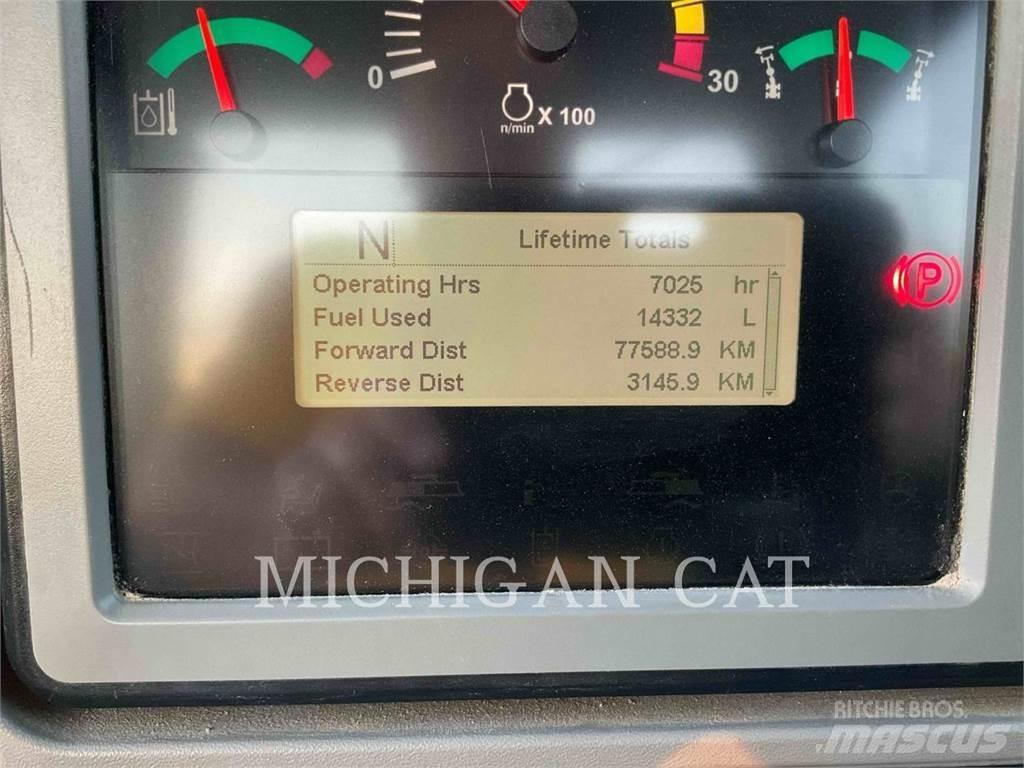 0
30
n/min X 100
N Lifetime Totals
Operating Hrs 7025 hr
Fuel Used 14332 L
Forward Dist 77588.9 KM
Reverse Dist 3145.9 KM
P
MICHIGAN CAT
RITCHIE BROS.
MASCUS